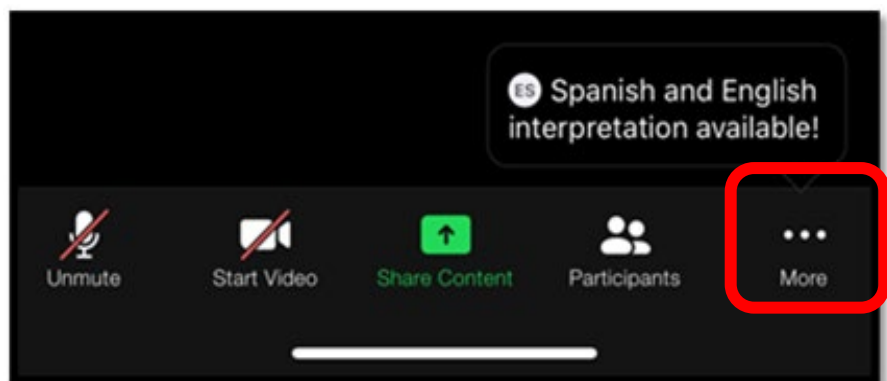 ES Spanish and English
interpretation available!
Unmute
Start Video
Share Content
Participants
More